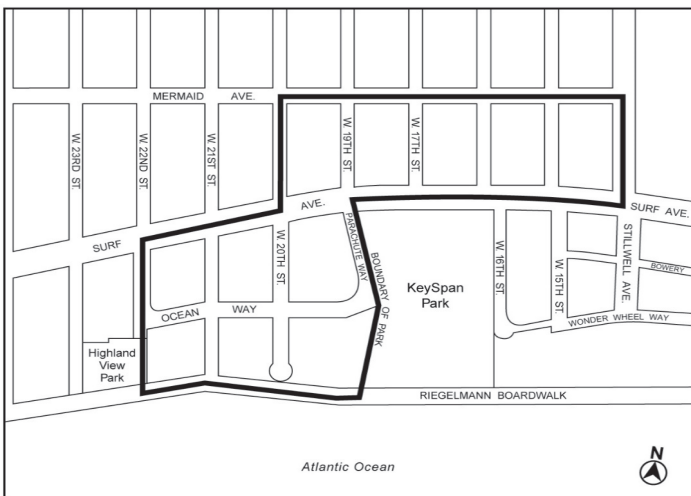 MERMAID AVE.
W. 23RD ST.
W. 22ND ST.
W. 21ST ST.
W. 19TH ST.
W. 17TH ST.
SURF AVE.
SURF AVE.
W. 20TH ST.
PARACHUTE WAY
BOUNDARY OF PARK
KeySpan
Park
W. 16TH ST.
W. 15TH ST.
STILLWELL AVE.
BOWERY
WONDER WHEEL WAY
OCEAN WAY
Highland
View
Park
RIEGELMANN BOARDWALK
Atlantic Ocean
N